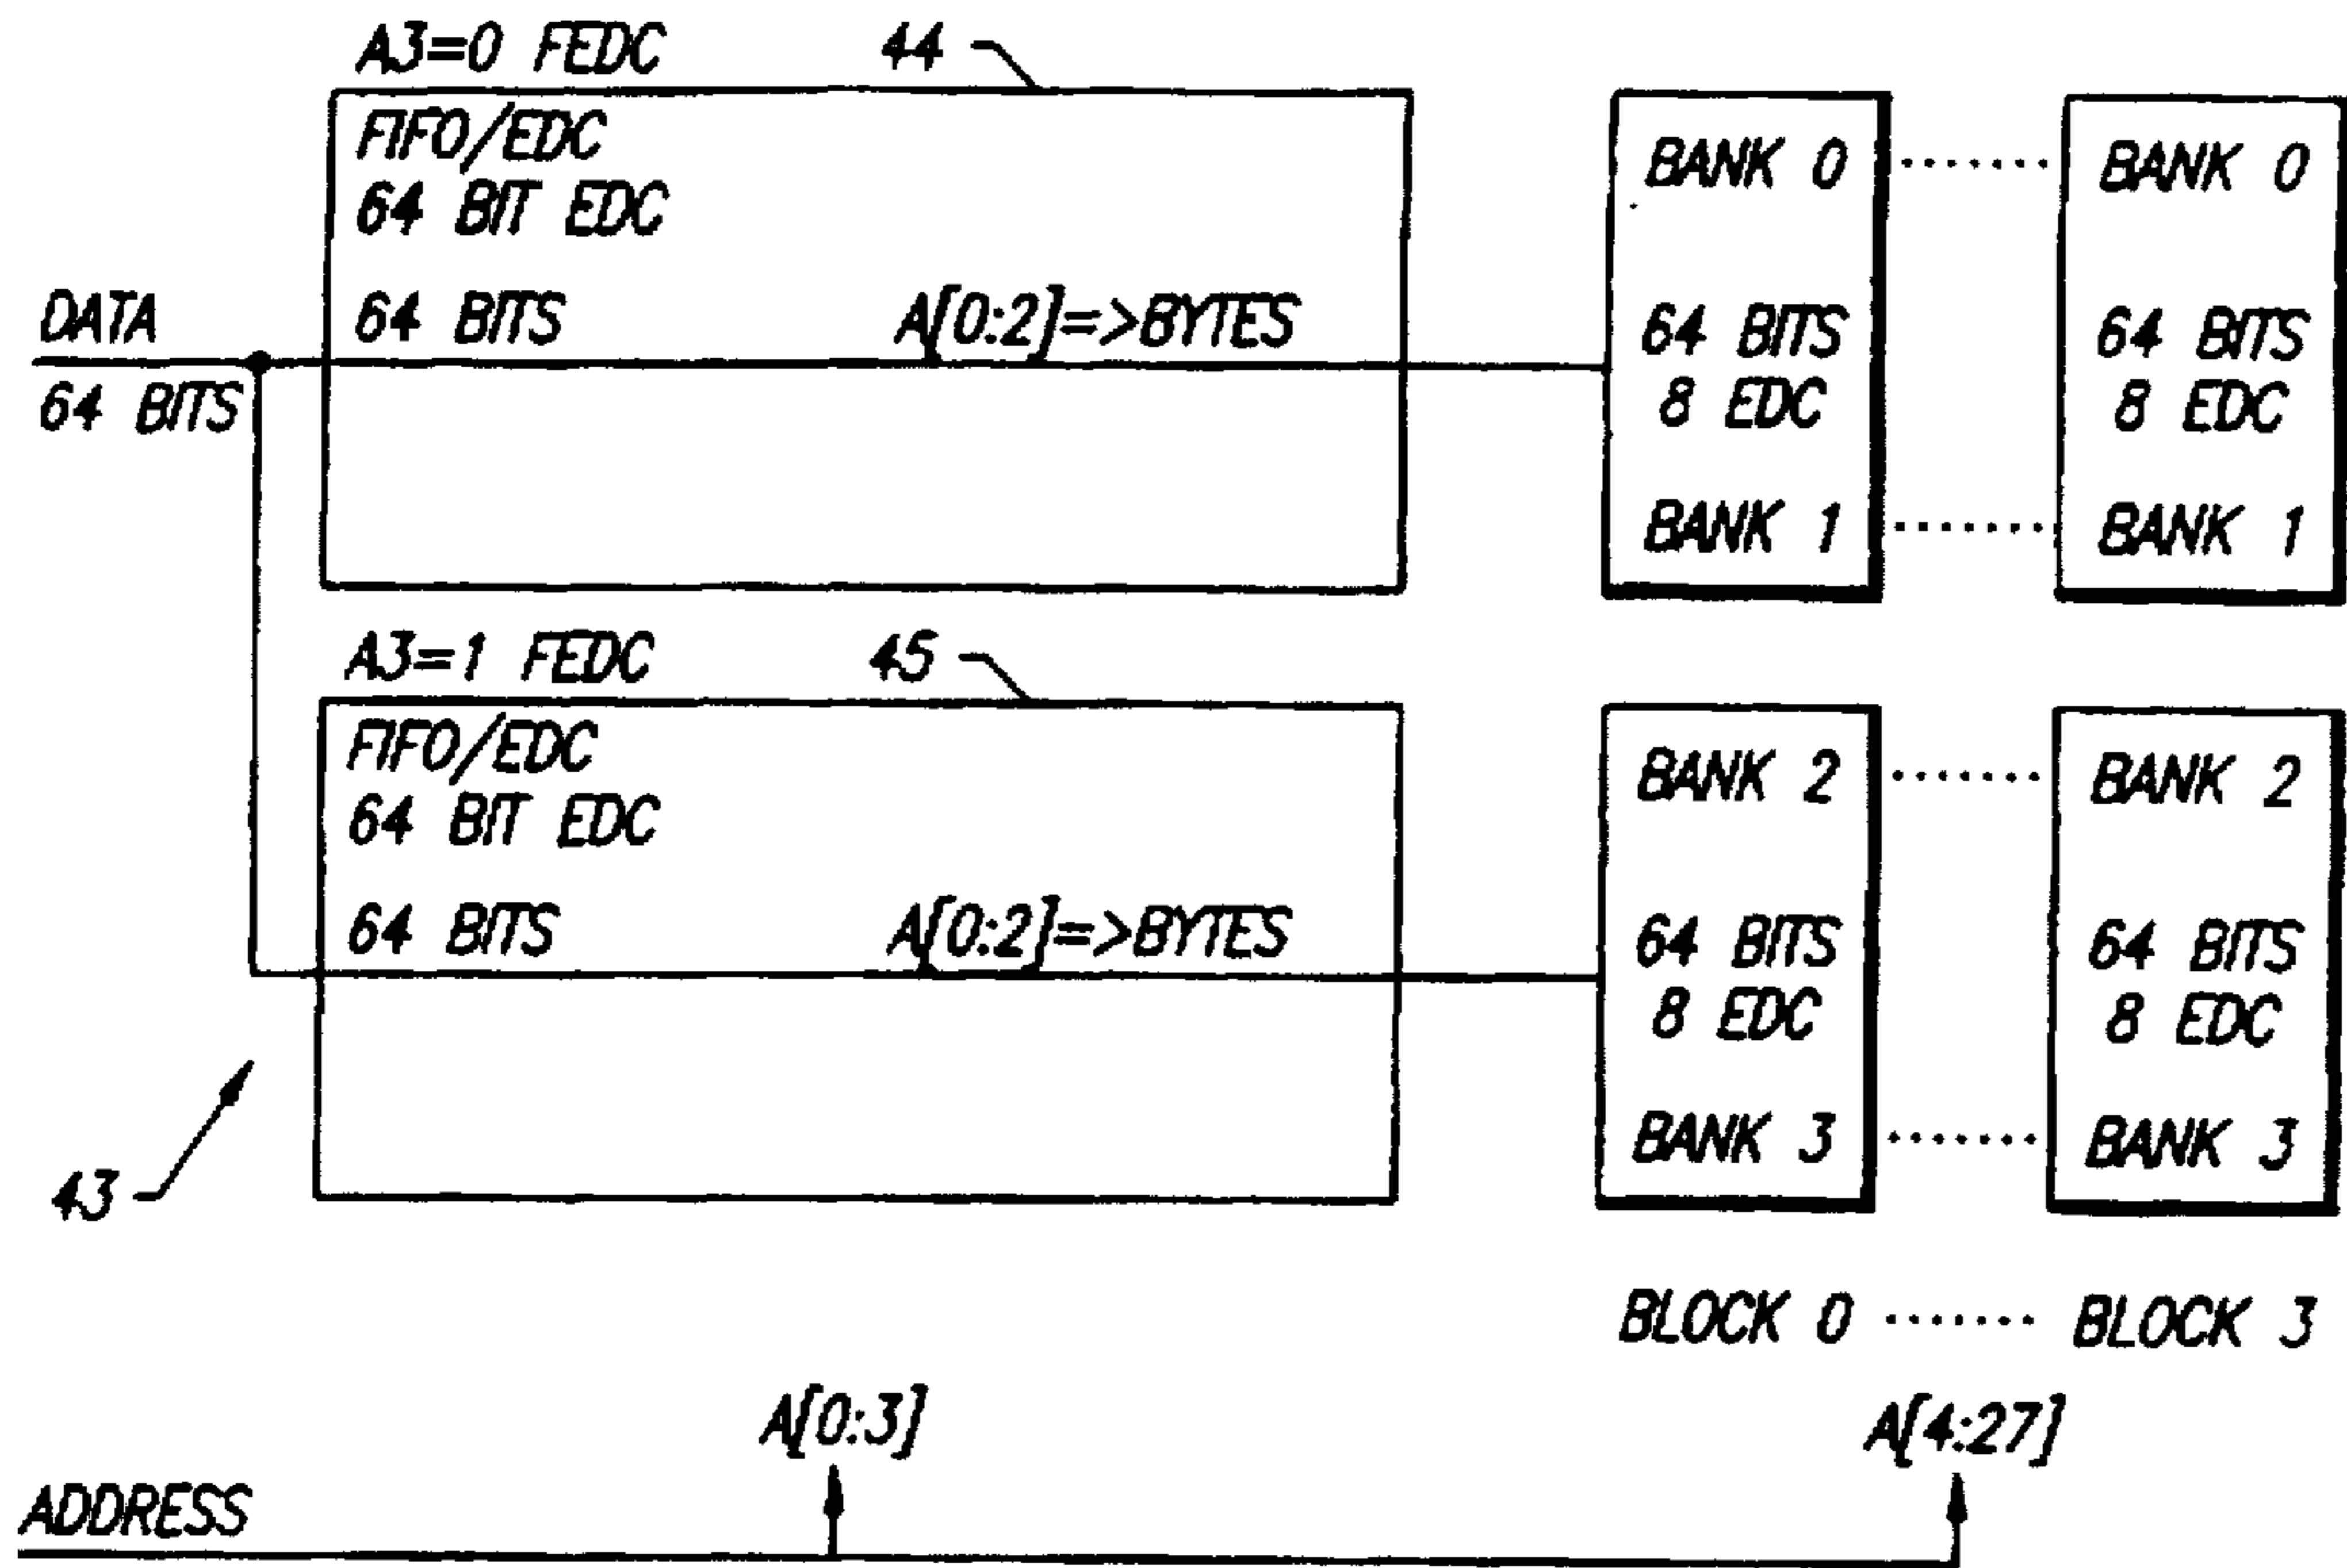 A3=0 FEDC
44
FIFO/EDC
64 BIT EDC
64 BITS
A[0:2]=>BYTES
DATA
64 BITS
BANK 0 ....... BANK 0
64 BITS
8 EDC
64 BITS
8 EDC
BANK 1 ....... BANK 1
A3=1 FEDC
45
FIFO/EDC
64 BIT EDC
64 BITS
A[0:2]=>BYTES
BANK 2 ....... BANK 2
64 BITS
8 EDC
64 BITS
8 EDC
BANK 3 ....... BANK 3
43
BLOCK 0 ....... BLOCK 3
A[0:3]
A[4:27]
ADDRESS